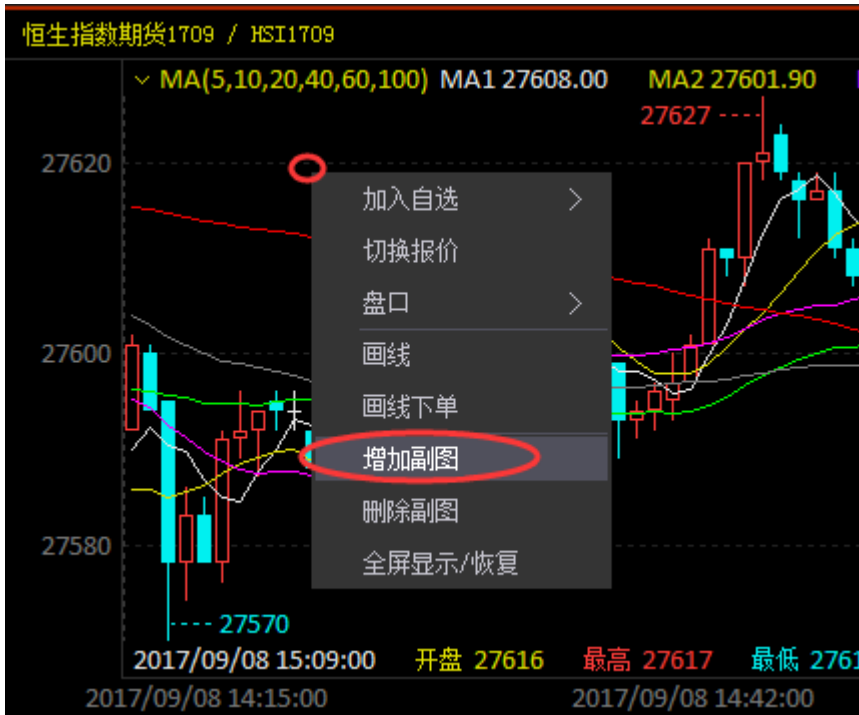 恒生指数期货1709 / HSI1709
MA(5,10,20,40,60,100) MA1 27608.00 MA2 27601.90
27627
27620
加入自选
切换报价
盘口
27600
画线
画线下单
增加副图
删除副图
27580
全屏显示/恢复
27570
2017/09/08 15:09:00 开盘 27616 最高 27617 最低 2761
2017/09/08 14:15:00 2017/09/08 14:42:00